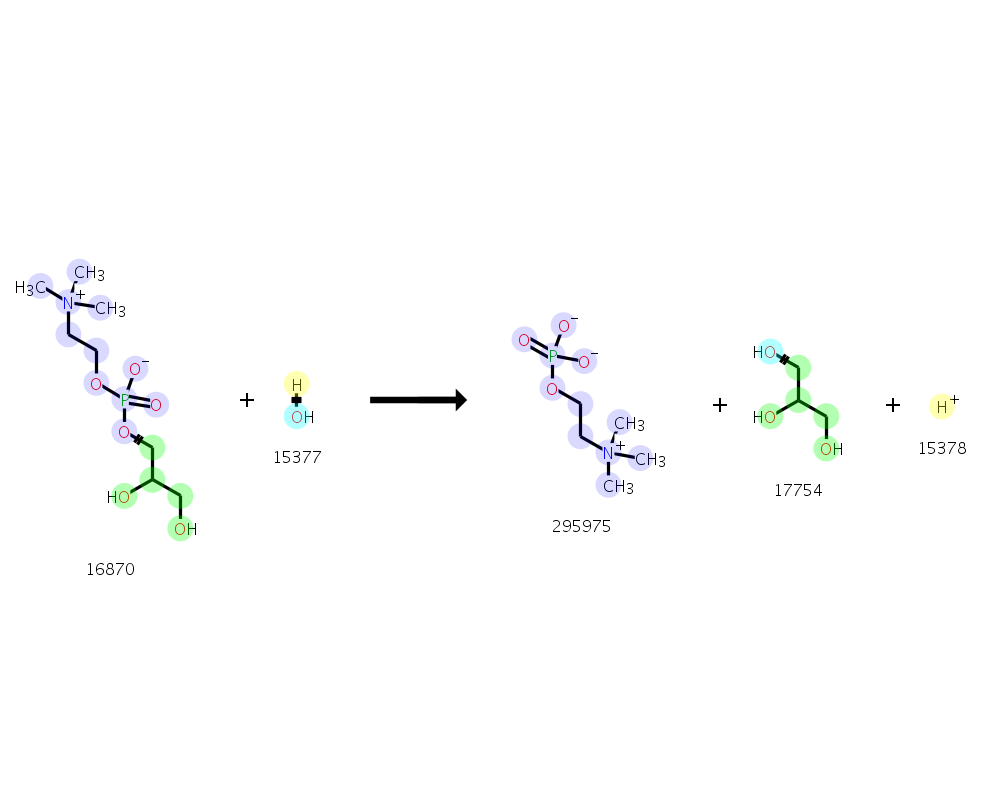 CH3
H3C
N+
CH3
O−
O
P
O
O
HO
OH
16870
+
H
OH
15377
O−
O
P
O−
O
CH3
N+
CH3
CH3
295975
+
HO
HO
OH
17754
+
H+
15378